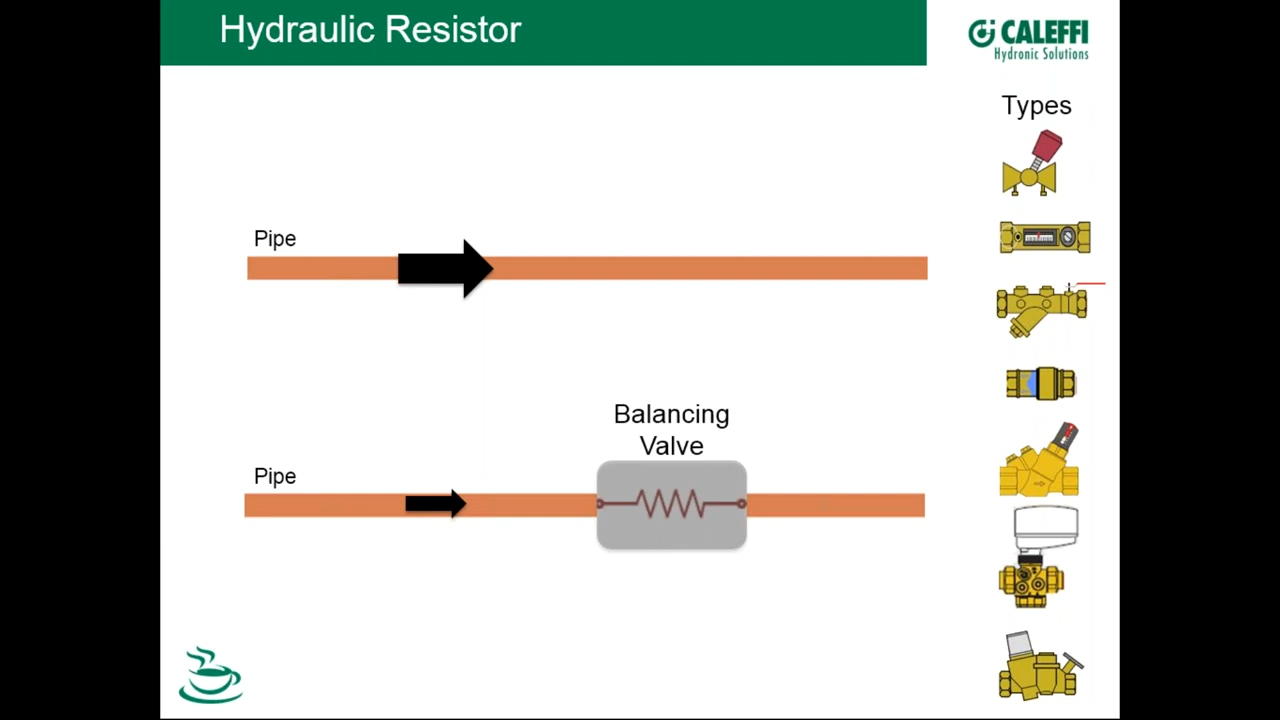 Hydraulic Resistor
CALEFFI
Hydronic Solutions
Types
Pipe
Balancing
Valve
Pipe